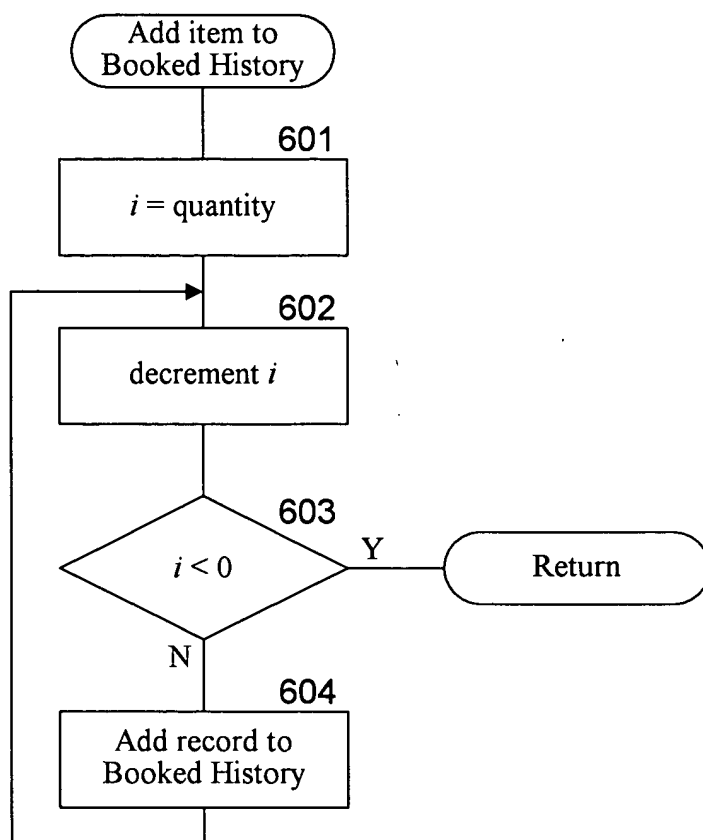 Add item to
Booked History
601
i = quantity
602
decrement i
603
i < 0
Y
Return
N
604
Add record to
Booked History